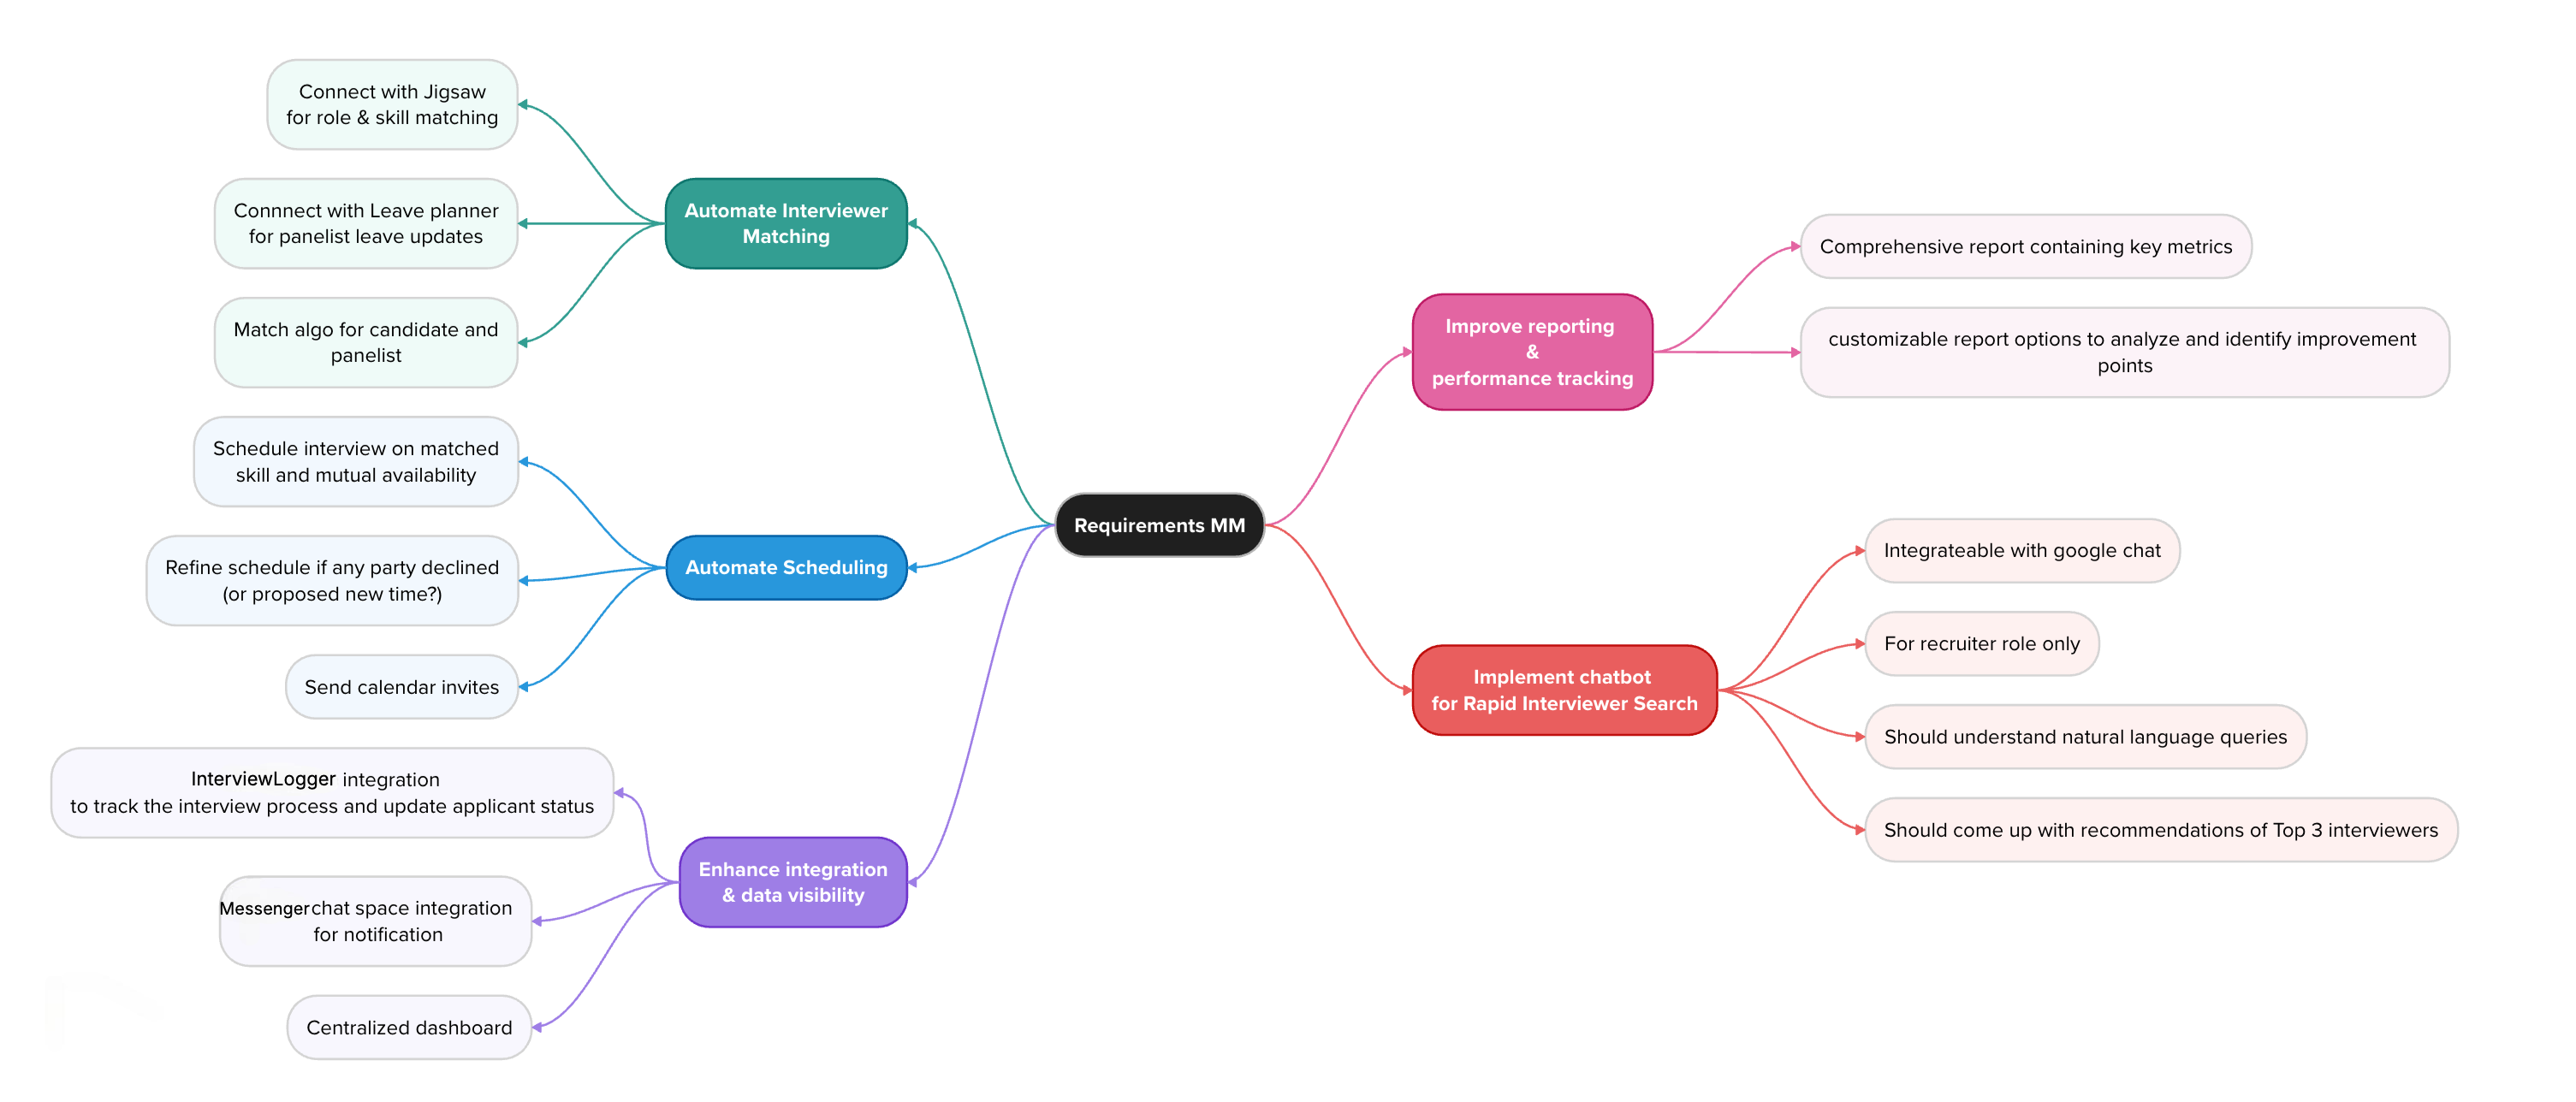 Connect with Jigsaw
for role & skill matching
Connnect with Leave planner
for panelist leave updates
Match algo for candidate and
panelist
Automate Interviewer
Matching
Schedule interview on matched
skill and mutual availability
Refine schedule if any party declined
(or proposed new time?)
Send calendar invites
Automate Scheduling
InterviewLogger integration
to track the interview process and update applicant status
Messenger chat space integration
for notification
Centralized dashboard
Enhance integration
& data visibility
Requirements MM
Improve reporting
&
performance tracking
Comprehensive report containing key metrics
customizable report options to analyze and identify improvement
points
Implement chatbot
for Rapid Interviewer Search
Integrateable with google chat
For recruiter role only
Should understand natural language queries
Should come up with recommendations of Top 3 interviewers